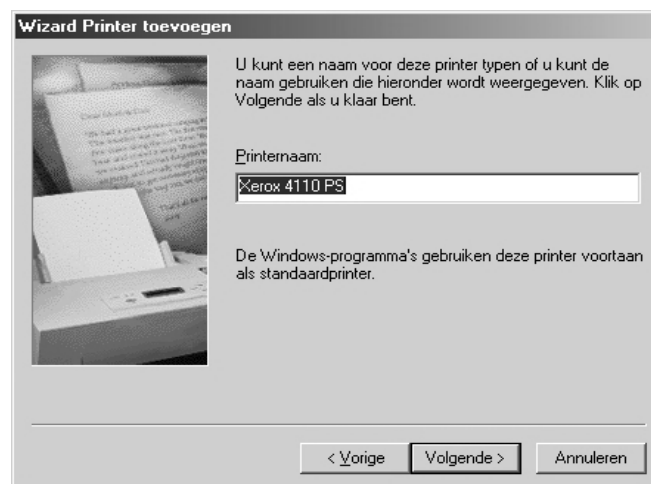 Wizard Printer toevoegen
U kunt een naam voor deze printer typen of u kunt de
naam gebruiken die hieronder wordt weergegeven. Klik op
Volgende als u klaar bent.
Printernaam:
Xerox 4110 PS
De Windows-programma's gebruiken deze printer voortaan
als standaardprinter.
< Vorige
Volgende >
Annuleren